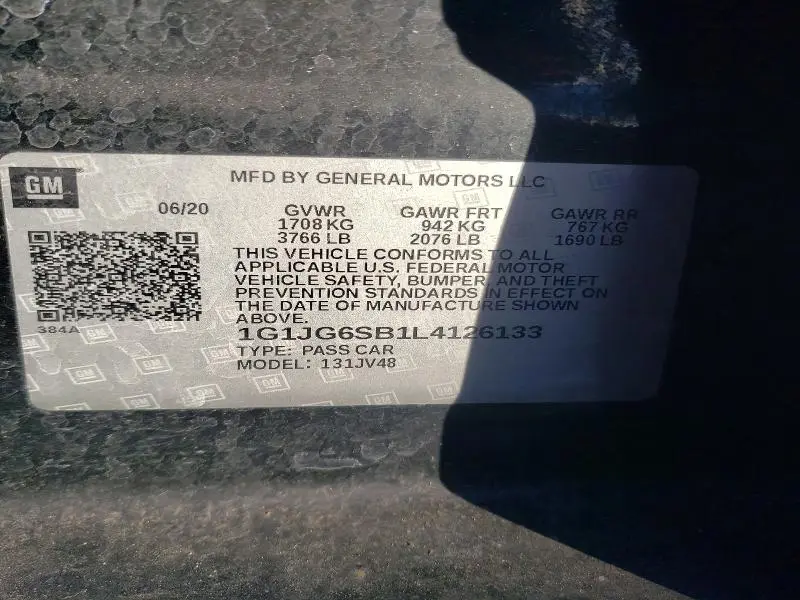 GM
MFD BY GENERAL MOTORS LLC
06/20 GVWR GAWR FRT GAWR RR
1708 KG 942 KG 767 KG
3766 LB 2076 LB 1690 LB
THIS VEHICLE CONFORMS TO ALL
APPLICABLE U.S. FEDERAL MOTOR
VEHICLE SAFETY, BUMPER, AND THEFT
PREVENTION STANDARDS IN EFFECT ON
THE DATE OF MANUFACTURE SHOWN
ABOVE.
384A
1G1JG6SB1L4126133
TYPE: PASS CAR
MODEL: 131JV48